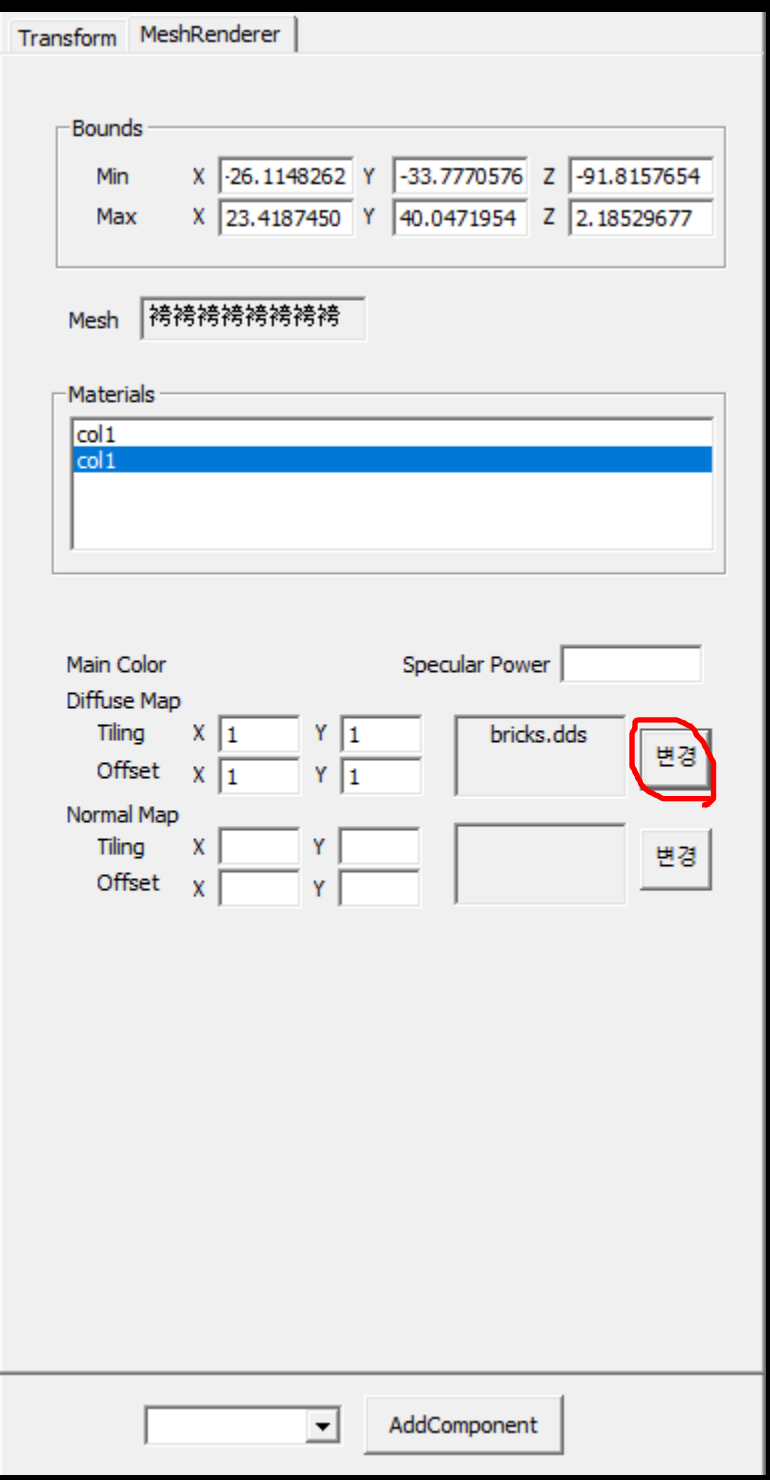 Transform MeshRenderer
Bounds
Min X -26.1148262 Y -33.7770576 Z -91.8157654
Max X 23.4187450 Y 40.0471954 Z 2.18529677
Mesh 袴袴袴袴袴袴袴袴
Materials
col1
col1
Main Color Specular Power
Diffuse Map
Tiling X 1 Y 1 bricks.dds 변경
Offset X 1 Y 1
Normal Map
Tiling X Y 변경
Offset X Y
AddComponent